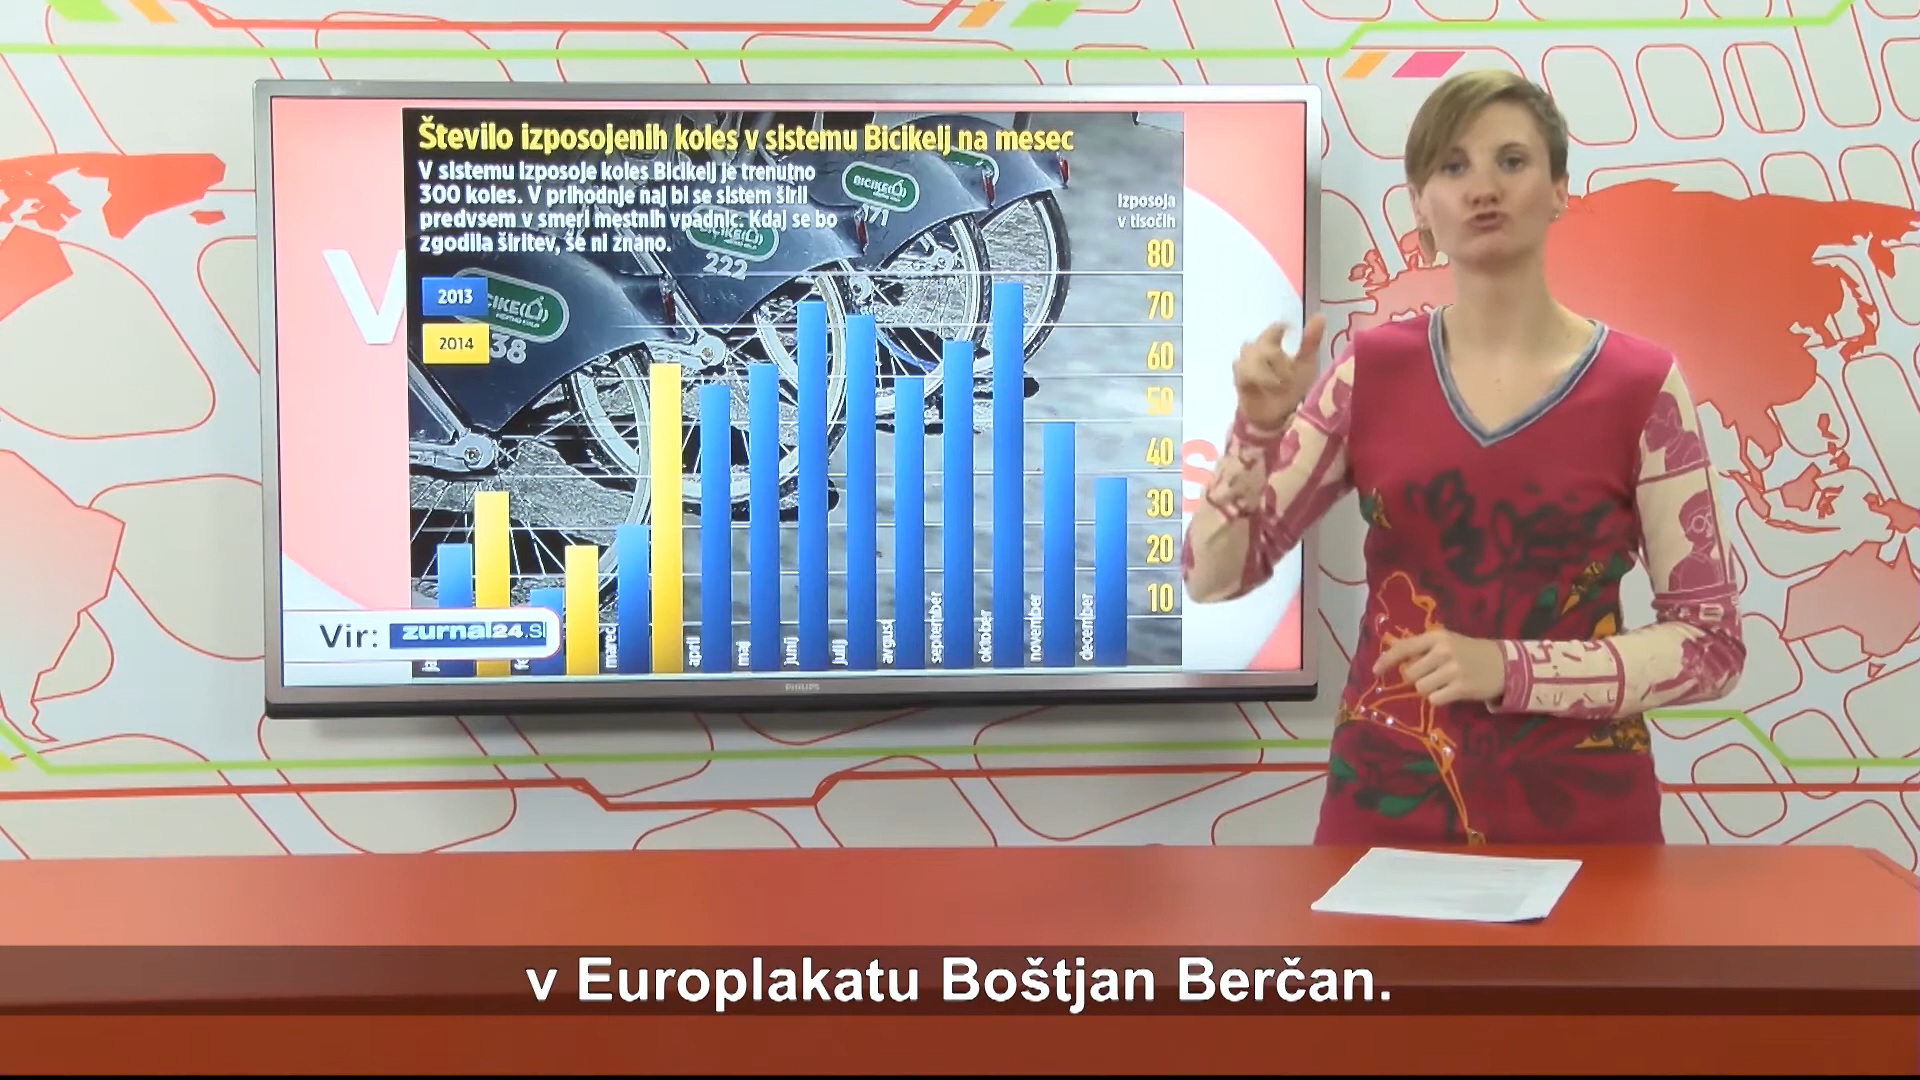 Število izposojenih koles v sistemu Bicikelj na mesec
V sistemu izposoje koles Bicikelj je trenutno
300 koles. V prihodnje naj bi se sistem širil
predvsem v smeri mestnih vpadnic. Kdaj se bo
zgodila širitev, še ni znano.
Izposoja
v tisočih
80
70
60
50
40
30
20
10
2013
2014
BICIKE(LJ)
171
222
38
V
s
marec
april
maj
junij
julij
avgust
september
oktober
november
december
Vir: zurnal24.si
PHILIPS
v Europlakatu Boštjan Berčan.